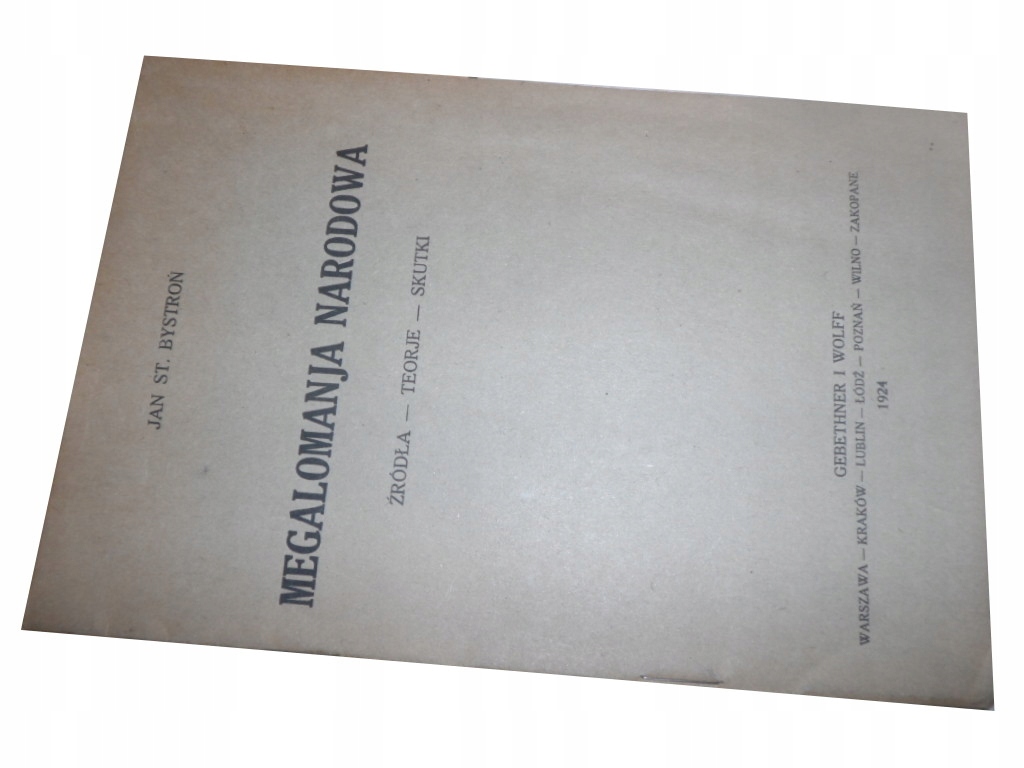 JAN ST. BYSTROŃ
MEGALOMANJA NARODOWA
ŹRÓDŁA — TEORJE — SKUTKI
GEBETHNER I WOLFF
WARSZAWA — KRAKÓW — LUBLIN — ŁÓDŹ — POZNAŃ — WILNO — ZAKOPANE
1924